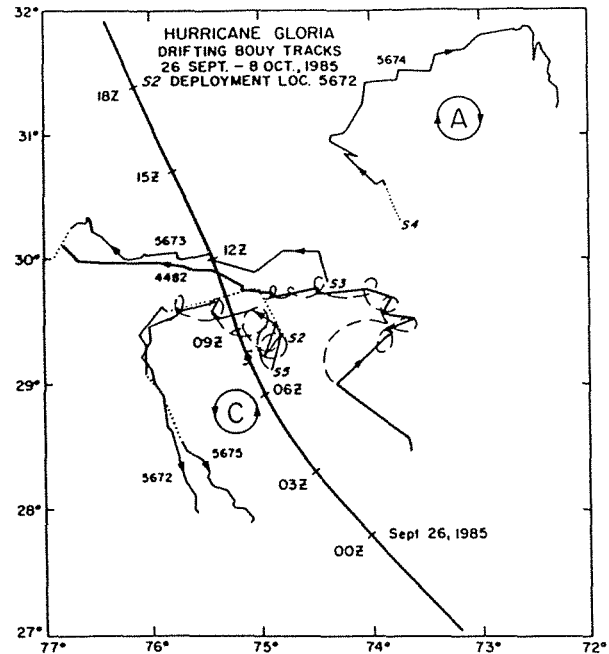 32°
HURRICANE GLORIA
DRIFTING BOUY TRACKS
26 SEPT. – 8 OCT., 1985
S2 DEPLOYMENT LOC. 5672
5674
18Z
31°
A
15Z
S4
5673
12Z
30°
4482
S3
09Z
S2
S5
29°
06Z
C
5672
5675
03Z
28°
Sept 26, 1985
00Z
27°
77° 76° 75° 74° 73° 72°